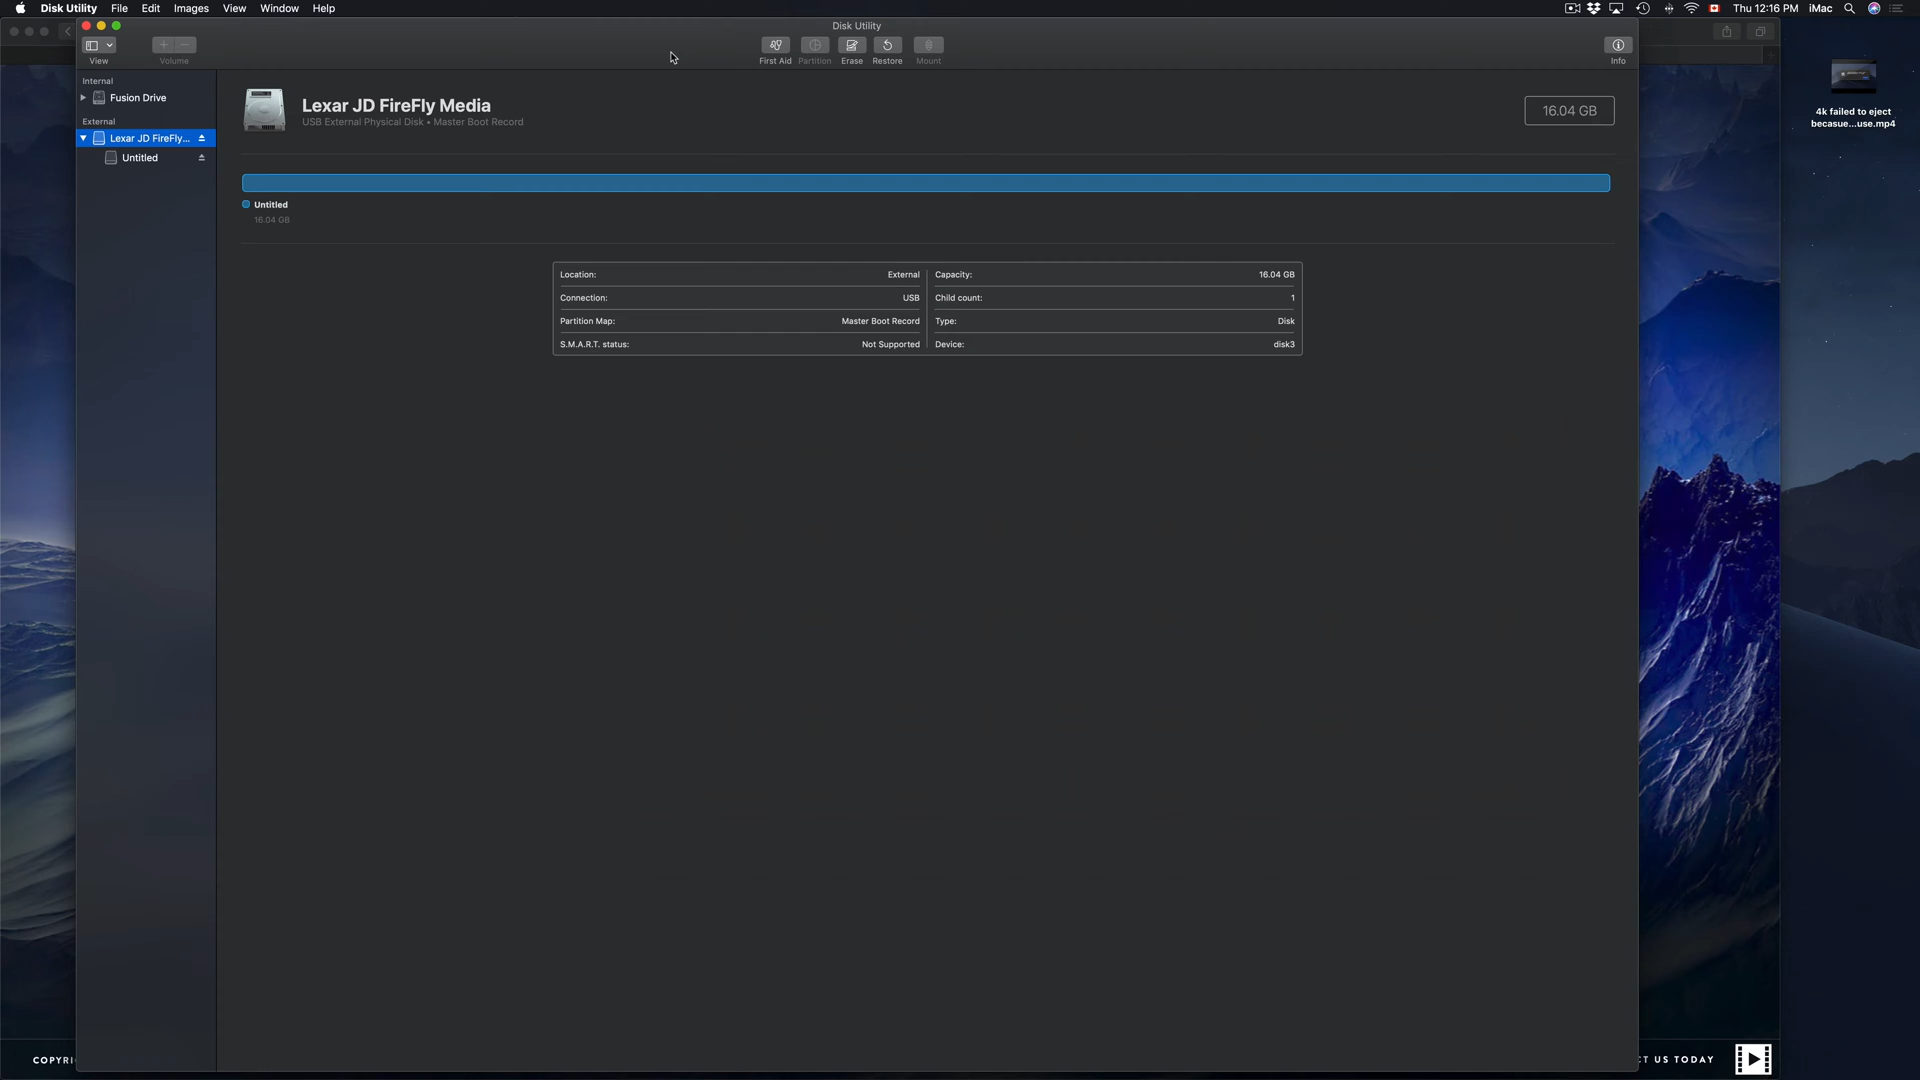 Disk Utility File Edit Images View Window Help Thu 12:16 PM iMac
Disk Utility
View Volume First Aid Partition Erase Restore Mount Info
Internal
Fusion Drive
External
Lexar JD FireFly...
Untitled
Lexar JD FireFly Media
USB External Physical Disk • Master Boot Record
16.04 GB
Untitled
16.04 GB
Location: External Capacity: 16.04 GB
Connection: USB Child count: 1
Partition Map: Master Boot Record Type: Disk
S.M.A.R.T. status: Not Supported Device: disk3
4k failed to eject
becasue...use.mp4
COPYRI
CT US TODAY